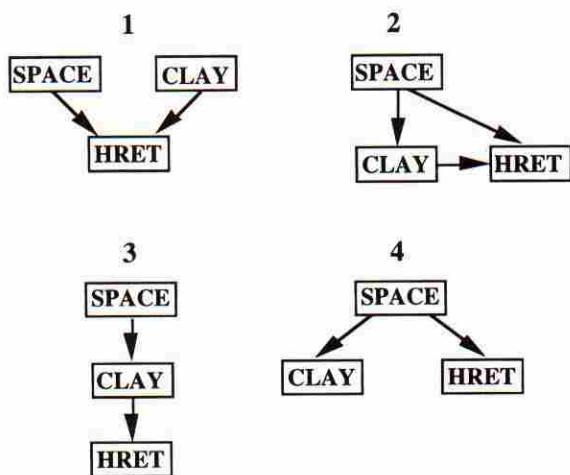 1
SPACE CLAY
HRET
2
SPACE
CLAY HRET
3
SPACE
CLAY
HRET
4
SPACE
CLAY HRET